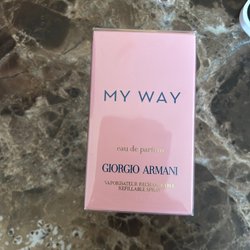 MY WAY
eau de parfum
GIORGIO ARMANI
VAPORISATEUR RECHARGEABLE
REFILLABLE SPRAY